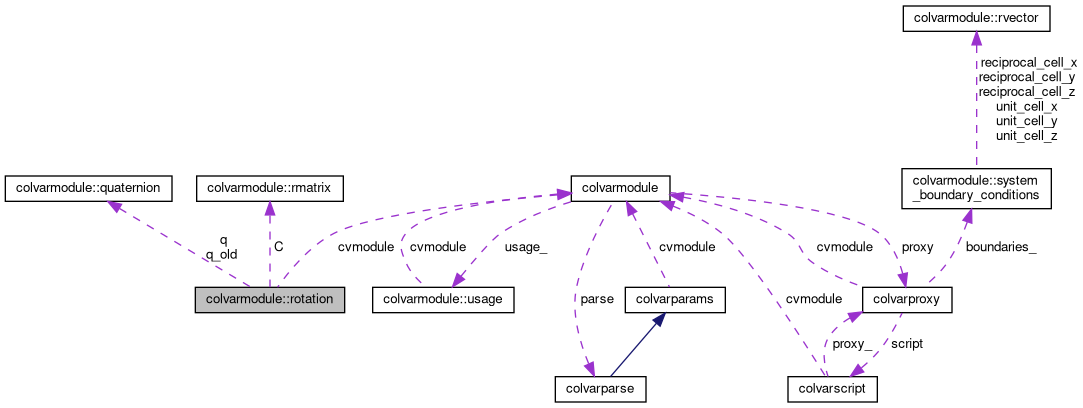 colvarmodule::rvector
reciprocal_cell_x
reciprocal_cell_y
reciprocal_cell_z
unit_cell_x
unit_cell_y
unit_cell_z
colvarmodule::quaternion
colvarmodule::rmatrix
colvarmodule
colvarmodule::system
_boundary_conditions
q
q_old
C
cvmodule
cvmodule
usage_
cvmodule
cvmodule
proxy
boundaries_
colvarmodule::rotation
colvarmodule::usage
parse
colvarparams
cvmodule
colvarproxy
proxy_
script
colvarparse
colvarscript